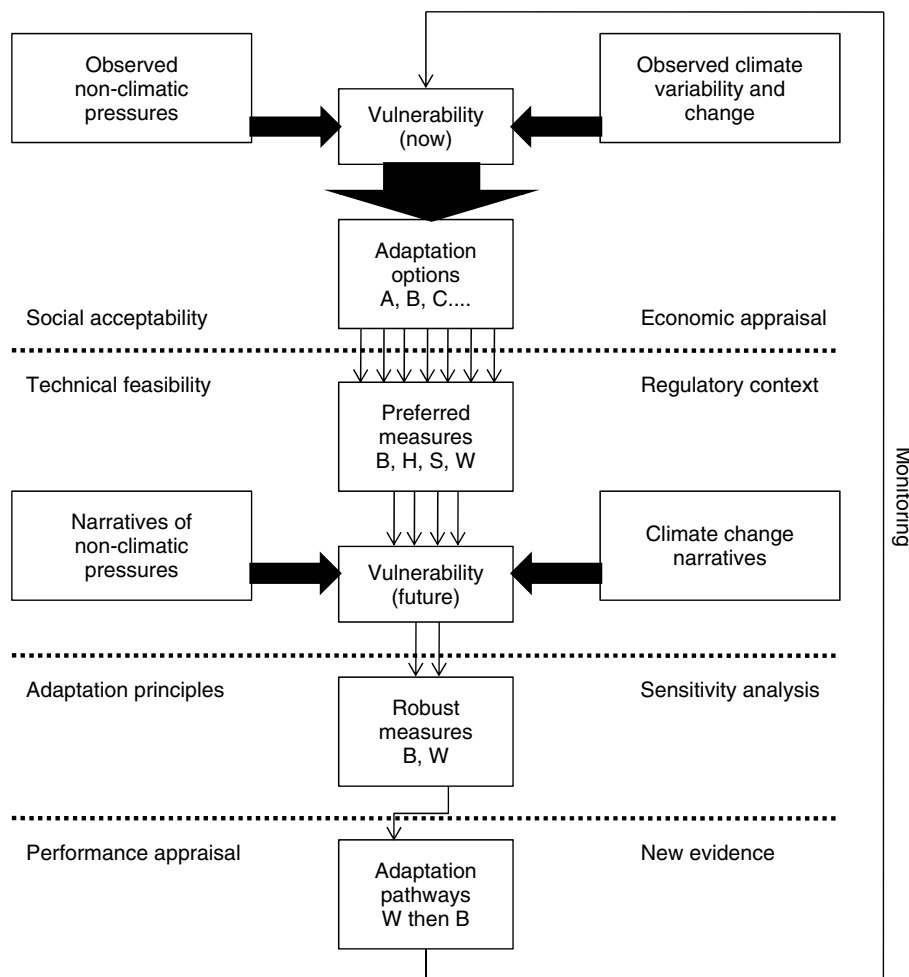 Observed
non-climatic
pressures
Observed climate
variability and
change
Vulnerability
(now)
Adaptation
options
A, B, C....
Social acceptability
Economic appraisal
Technical feasibility
Regulatory context
Preferred
measures
B, H, S, W
Monitoring
Narratives of
non-climatic
pressures
Climate change
narratives
Vulnerability
(future)
Adaptation principles
Sensitivity analysis
Robust
measures
B, W
Performance appraisal
New evidence
Adaptation
pathways
W then B